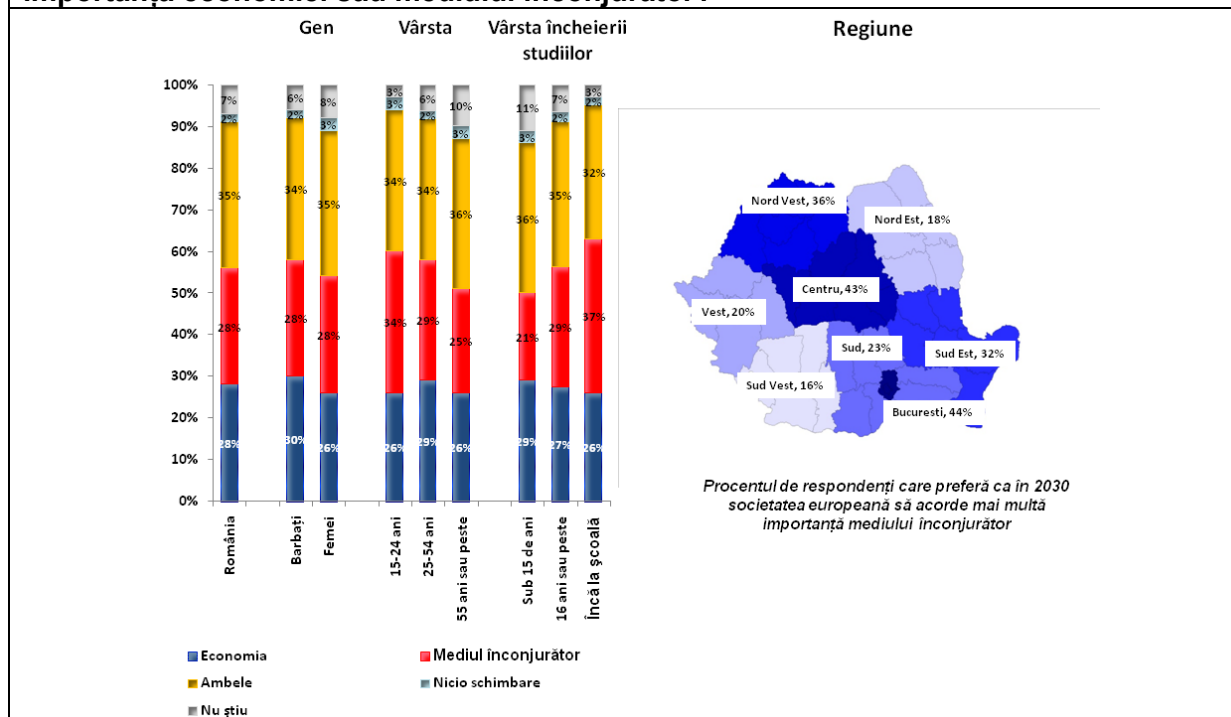 importanță economiei sau mediului înconjurător?
Gen
Vârsta
Vârsta încheierii
studiilor
Regiune
100%
90%
80%
70%
60%
50%
40%
30%
20%
10%
0%
7%
2%
35%
28%
28%
6%
2%
34%
28%
30%
8%
3%
35%
28%
26%
3%
3%
34%
34%
26%
6%
2%
34%
29%
29%
10%
3%
36%
25%
26%
11%
3%
36%
21%
29%
7%
2%
35%
29%
27%
3%
2%
32%
37%
26%
România
Barbați
Femei
15-24 ani
25-54 ani
55 ani sau peste
Sub 15 de ani
16 ani sau peste
Încă la școală
Economia
Mediul înconjurător
Ambele
Nicio schimbare
Nu știu
Nord Vest, 36%
Nord Est, 18%
Centru, 43%
Vest, 20%
Sud, 23%
Sud Est, 32%
Sud Vest, 16%
Bucuresti, 44%
Procentul de respondenți care preferă ca în 2030
societatea europeană să acorde mai multă
importanță mediului înconjurător